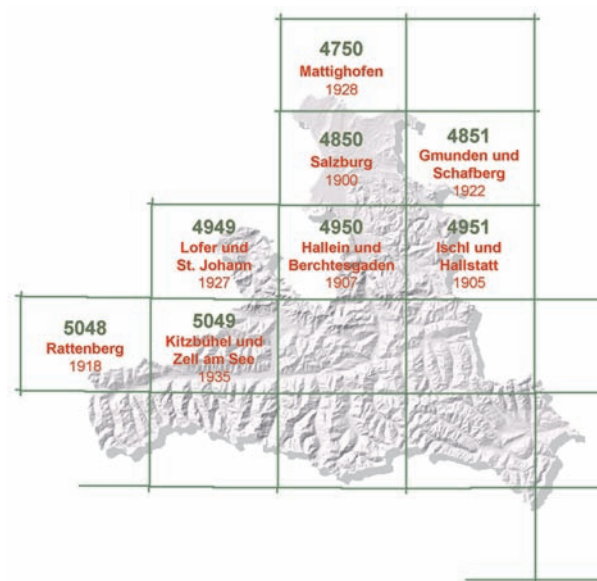 4750
Mattighofen
1928
4850
Salzburg
1900
4851
Gmunden und
Schafberg
1922
4949
Lofer und
St. Johann
1927
4950
Hallein und
Berchtesgaden
1907
4951
Ischl und
Hallstatt
1905
5048
Rattenberg
1918
5049
Kitzbühel und
Zell am See
1935